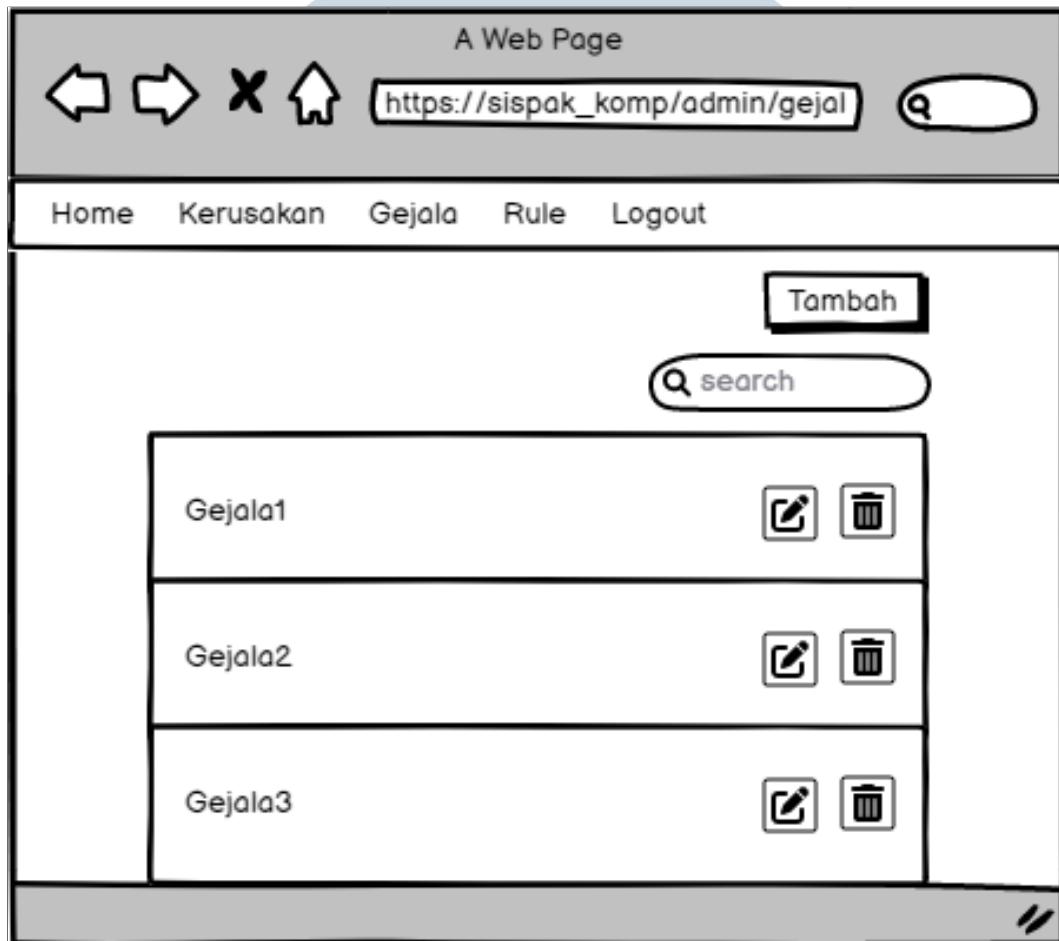 A Web Page
https://sispak_komp/admin/gejal
Home Kerusakan Gejala Rule Logout
Tambah
search
Gejala1
Gejala2
Gejala3